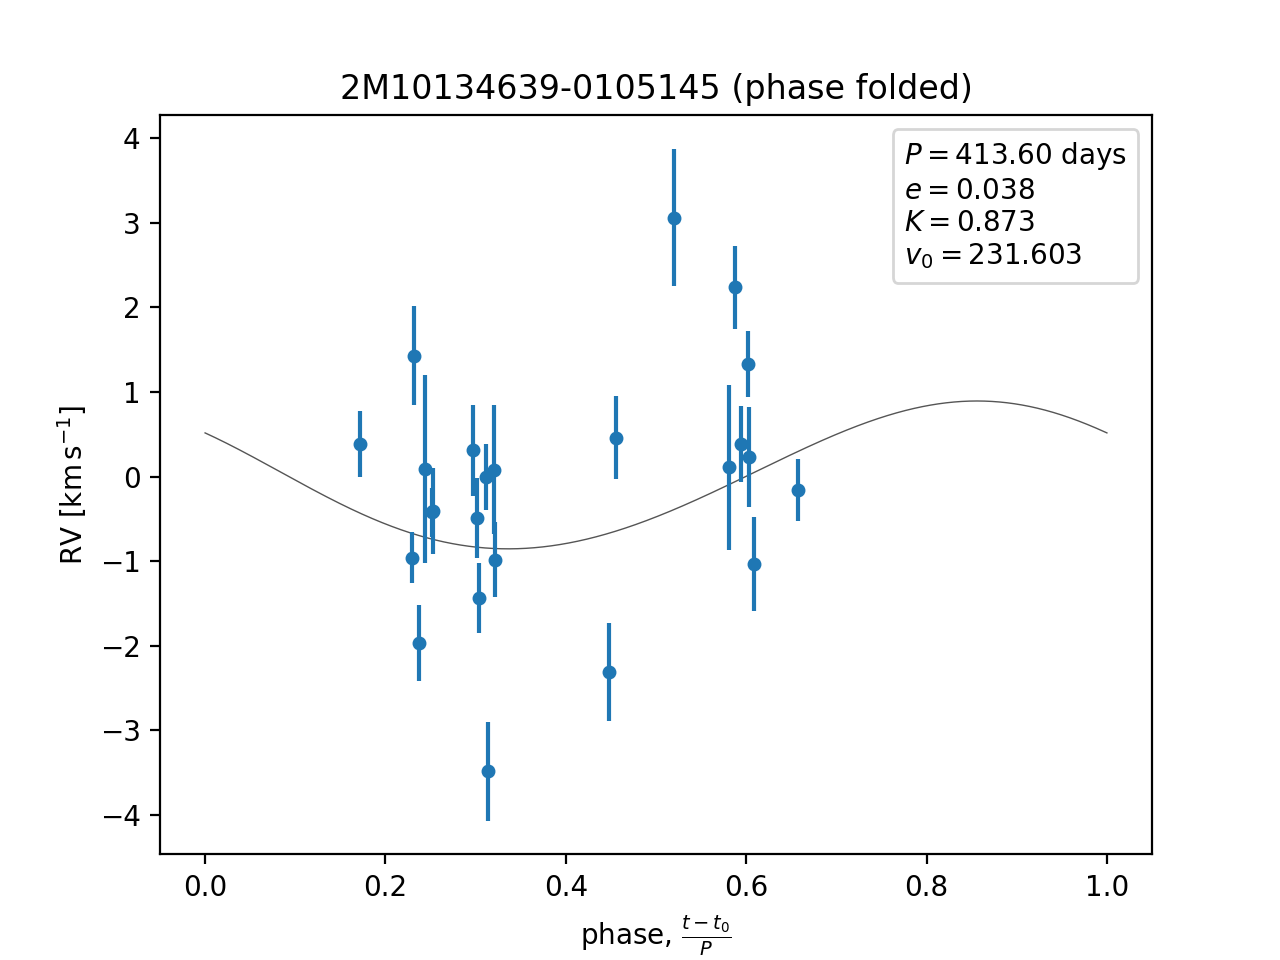 2M10134639-0105145 (phase folded)
P = 413.60 days
e = 0.038
K = 0.873
v₀ = 231.603
4
3
2
1
0
−1
−2
−3
−4
RV [km s⁻¹]
0.0 0.2 0.4 0.6 0.8 1.0
phase, (t − t₀)/P